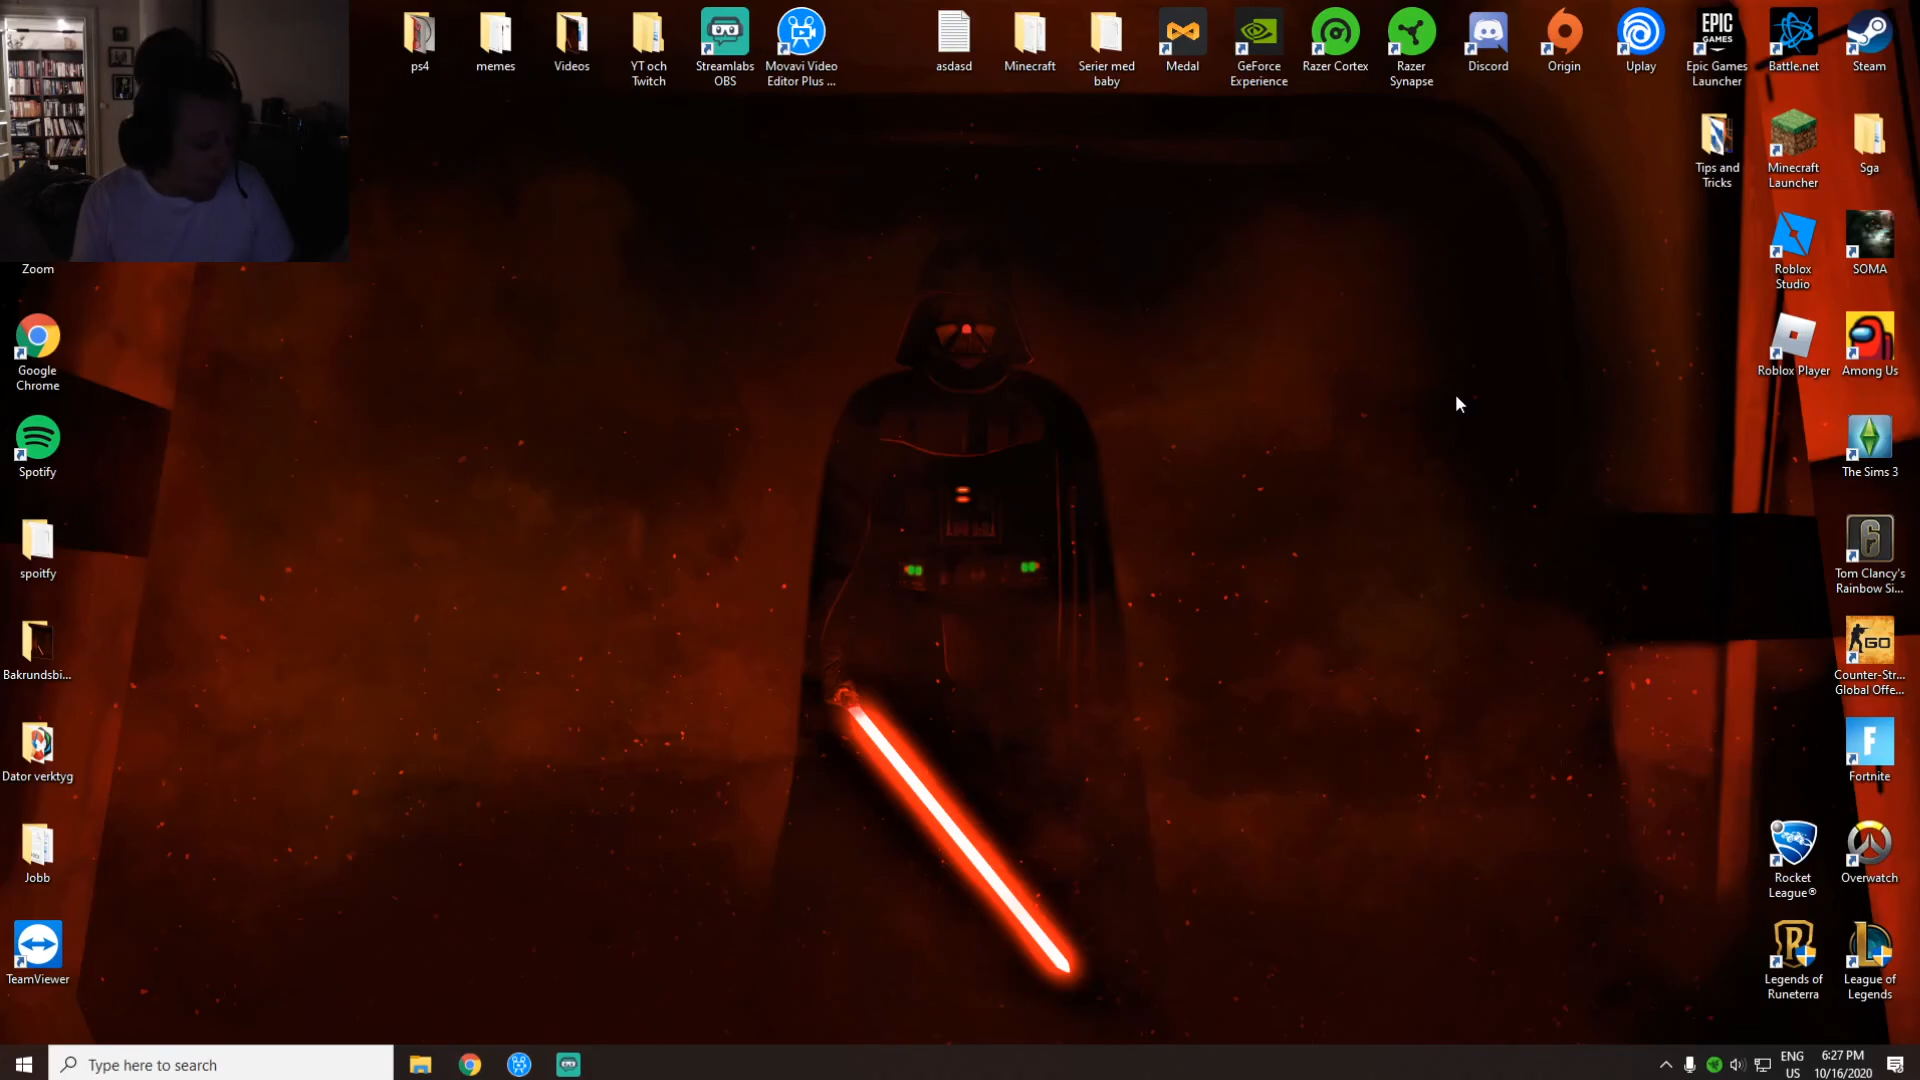 ps4
memes
Videos
YT och
Twitch
Streamlabs
OBS
Movavi Video
Editor Plus ...
asdasd
Minecraft
Serier med
baby
Medal
GeForce
Experience
Razer Cortex
Razer
Synapse
Discord
Origin
Uplay
EPIC
GAMES
Epic Games
Launcher
Battle.net
Steam
Tips and
Tricks
Minecraft
Launcher
Sga
Zoom
Roblox
Studio
SOMA
Google
Chrome
Roblox Player
Among Us
Spotify
The Sims 3
spoitfy
6
Tom Clancy's
Rainbow Si...
Bakrundsbi...
GO
Counter-Str...
Global Offe...
Dator verktyg
F
Fortnite
Jobb
Rocket
League®
Overwatch
TeamViewer
R
Legends of
Runeterra
L
League of
Legends
Type here to search
ENG
US
6:27 PM
10/16/2020